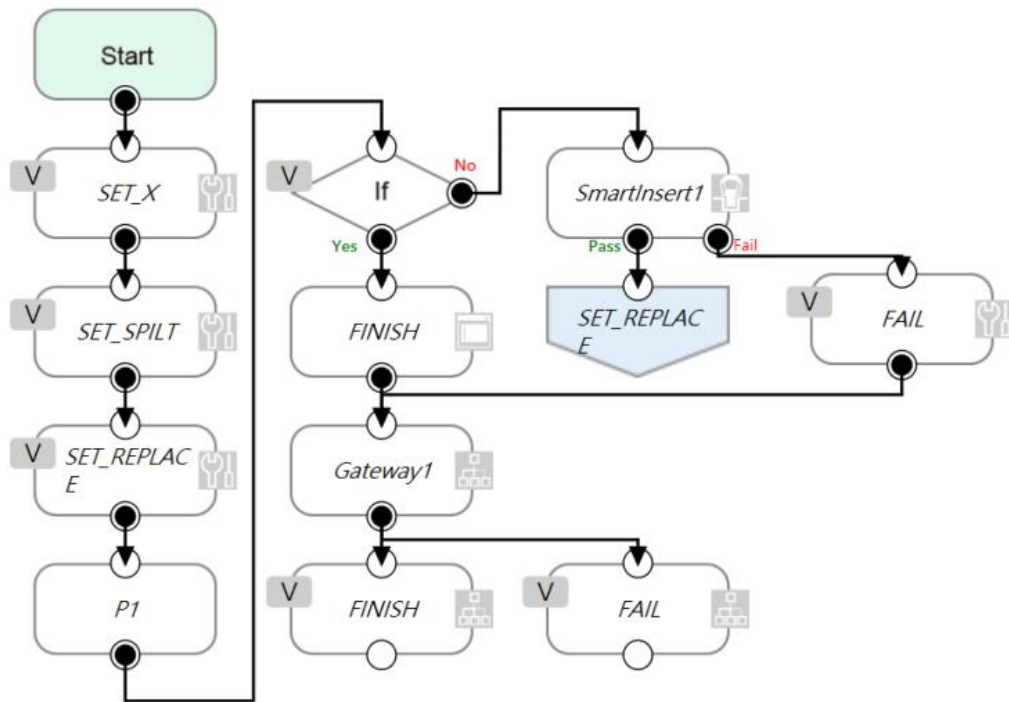 Start
V
SET_X
V
SET_SPILT
V
SET_REPLAC
E
P1
V
If
No
Yes
SmartInsert1
Pass
Fail
V
FINISH
SET_REPLAC
E
V
FAIL
Gateway1
V
FINISH
V
FAIL